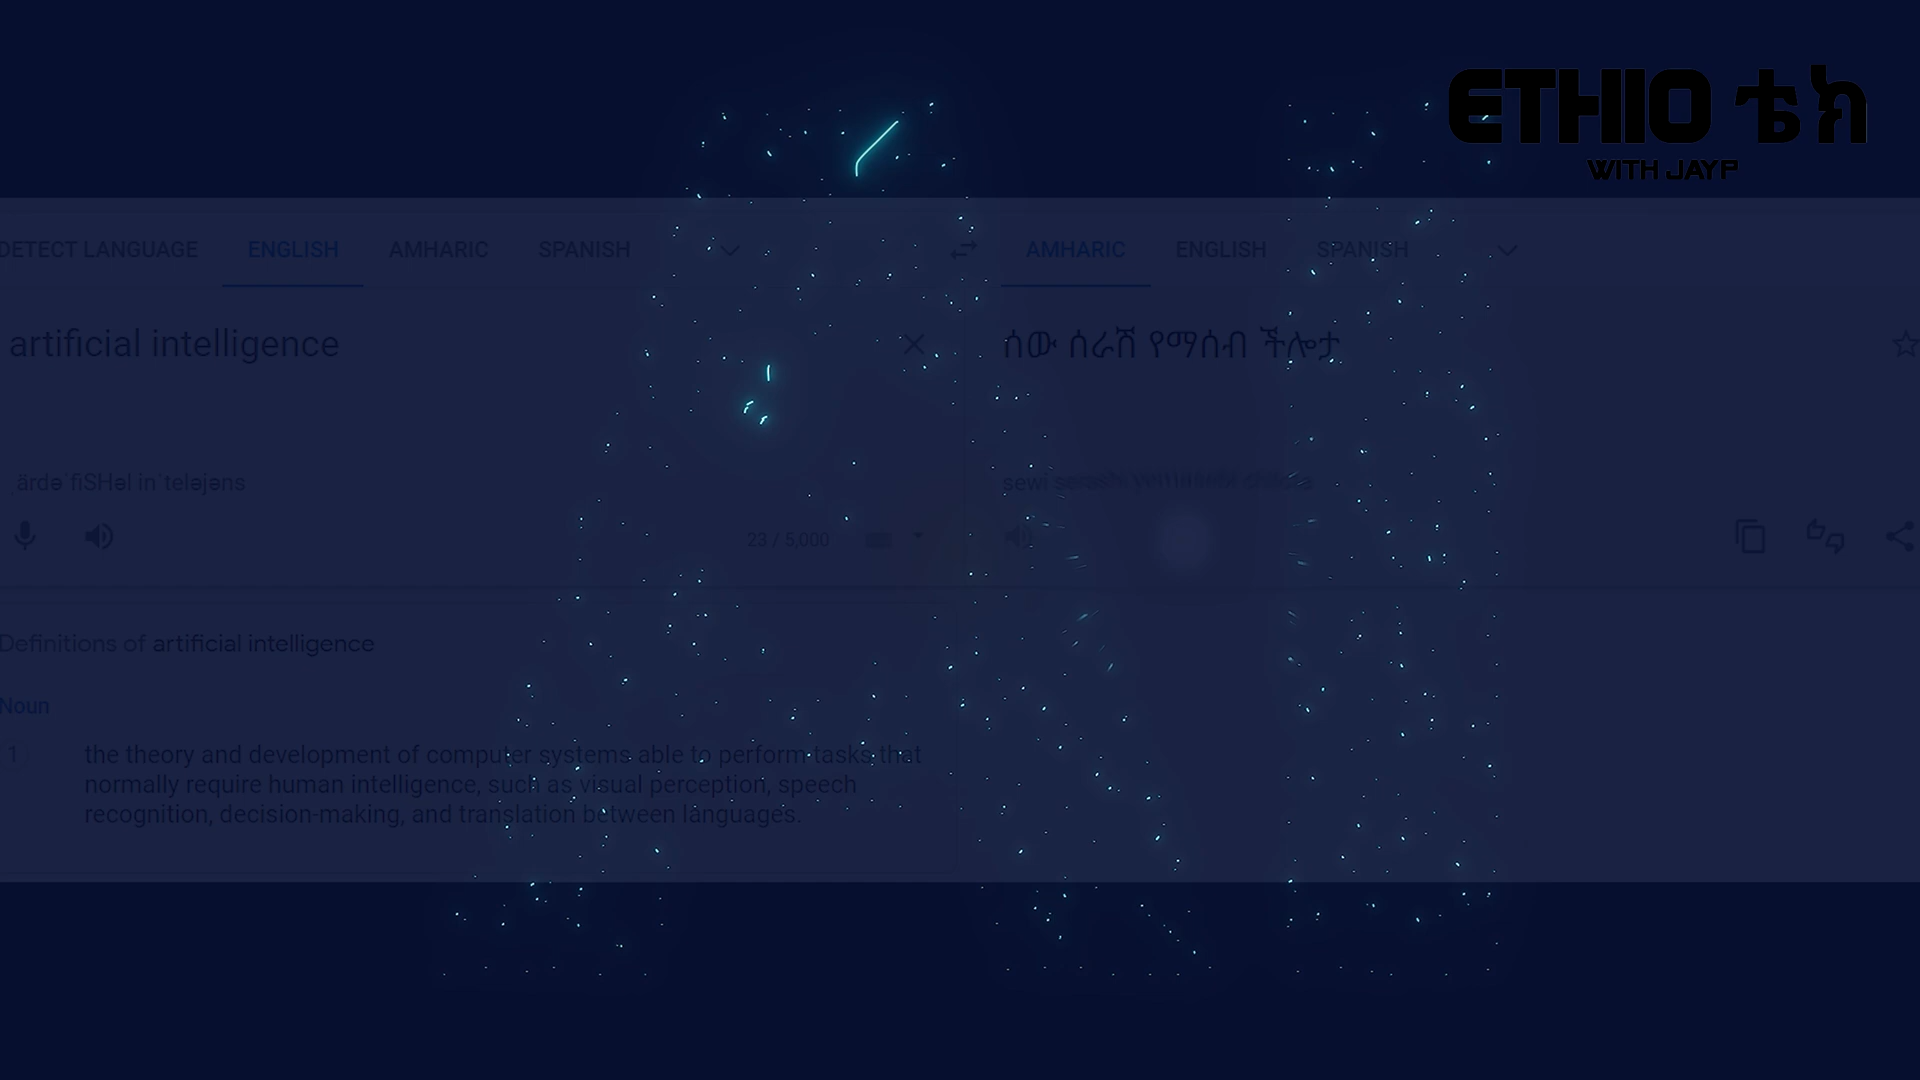 ETHIO ቴክ
WITH JAYP
DETECT LANGUAGE ENGLISH AMHARIC SPANISH
AMHARIC ENGLISH SPANISH
artificial intelligence
ሰው ሰራሽ የማሰብ ችሎታ
ˌärdəˈfiSHəl inˈteləjəns
sewi serashi
23 / 5,000
Definitions of artificial intelligence
Noun
1
the theory and development of computer systems able to perform tasks that
normally require human intelligence, such as visual perception, speech
recognition, decision-making, and translation between languages.